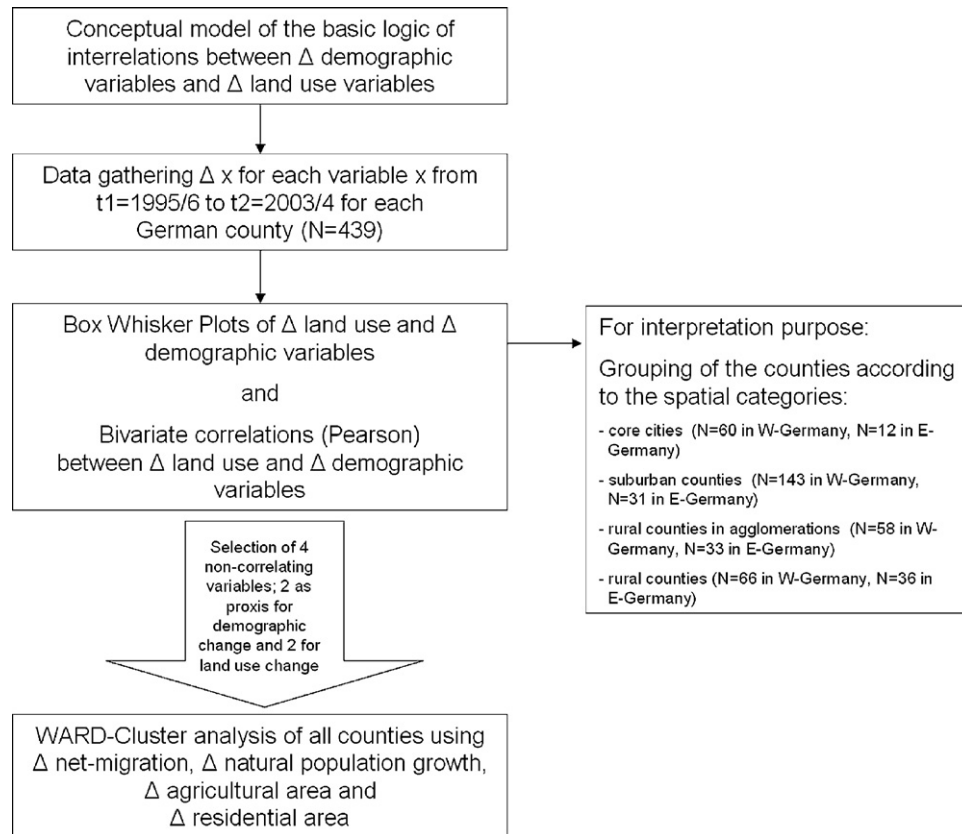 Conceptual model of the basic logic of
interrelations between Δ demographic
variables and Δ land use variables
Data gathering Δ x for each variable x from
t1=1995/6 to t2=2003/4 for each
German county (N=439)
Box Whisker Plots of Δ land use and Δ
demographic variables
and
Bivariate correlations (Pearson)
between Δ land use and Δ demographic
variables
For interpretation purpose:
Grouping of the counties according
to the spatial categories:
- core cities (N=60 in W-Germany, N=12 in E-
Germany)
- suburban counties (N=143 in W-Germany,
N=31 in E-Germany)
- rural counties in agglomerations (N=58 in W-
Germany, N=33 in E-Germany)
- rural counties (N=66 in W-Germany, N=36 in
E-Germany)
Selection of 4
non-correlating
variables; 2 as
proxis for
demographic
change and 2 for
land use change
WARD-Cluster analysis of all counties using
Δ net-migration, Δ natural population growth,
Δ agricultural area and
Δ residential area